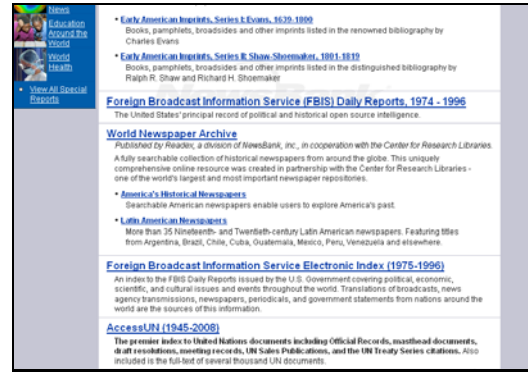 News
Education
Around the
World
World
Health
• View All Special
Reports
• Early American Imprints, Series I: Evans, 1639-1800
Books, pamphlets, broadsides and other imprints listed in the renowned bibliography by
Charles Evans
• Early American Imprints, Series II: Shaw-Shoemaker, 1801-1819
Books, pamphlets, broadsides and other imprints listed in the distinguished bibliography by
Ralph R. Shaw and Richard H. Shoemaker
Foreign Broadcast Information Service (FBIS) Daily Reports, 1974 - 1996
The United States' principal record of political and historical open source intelligence.
World Newspaper Archive
Published by Readex, a division of NewsBank, inc., in cooperation with the Center for Research Libraries.
A fully searchable collection of historical newspapers from around the globe. This uniquely
comprehensive online resource was created in partnership with the Center for Research Libraries -
one of the world's largest and most important newspaper repositories.
• America's Historical Newspapers
Searchable American newspapers enable users to explore America's past.
• Latin American Newspapers
More than 35 Nineteenth- and Twentieth-century Latin American newspapers. Featuring titles
from Argentina, Brazil, Chile, Cuba, Guatemala, Mexico, Peru, Venezuela and elsewhere.
Foreign Broadcast Information Service Electronic Index (1975-1996)
An index to the FBIS Daily Reports issued by the U.S. Government covering political, economic,
scientific, and cultural issues and events throughout the world. Translations of broadcasts, news
agency transmissions, newspapers, periodicals, and government statements from nations around the
world are the sources of this information.
AccessUN (1945-2008)
The premier index to United Nations documents including Official Records, masthead documents,
draft resolutions, meeting records, UN Sales Publications, and the UN Treaty Series citations. Also
included is the full-text of several thousand UN documents.